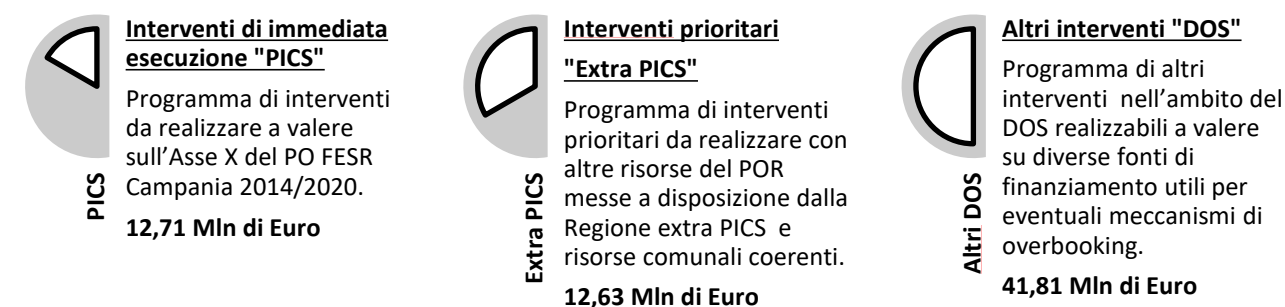 Interventi di immediata
esecuzione "PICS"
Programma di interventi
da realizzare a valere
sull'Asse X del PO FESR
Campania 2014/2020.
12,71 Mln di Euro
PICS
Interventi prioritari
"Extra PICS"
Programma di interventi
prioritari da realizzare con
altre risorse del POR
messe a disposizione dalla
Regione extra PICS e
risorse comunali coerenti.
12,63 Mln di Euro
Extra PICS
Altri interventi "DOS"
Programma di altri
interventi nell'ambito del
DOS realizzabili a valere
su diverse fonti di
finanziamento utili per
eventuali meccanismi di
overbooking.
41,81 Mln di Euro
Altri DOS